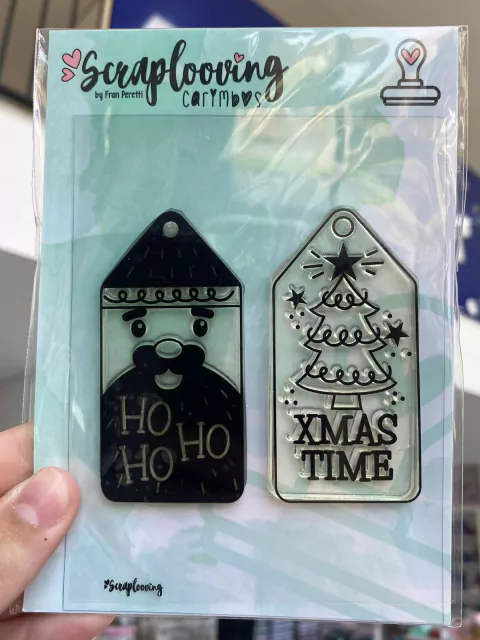 Scraplooving
by Fran Peretti
carimbos
HO
HO
HO
XMAS
TIME
Scraplooving